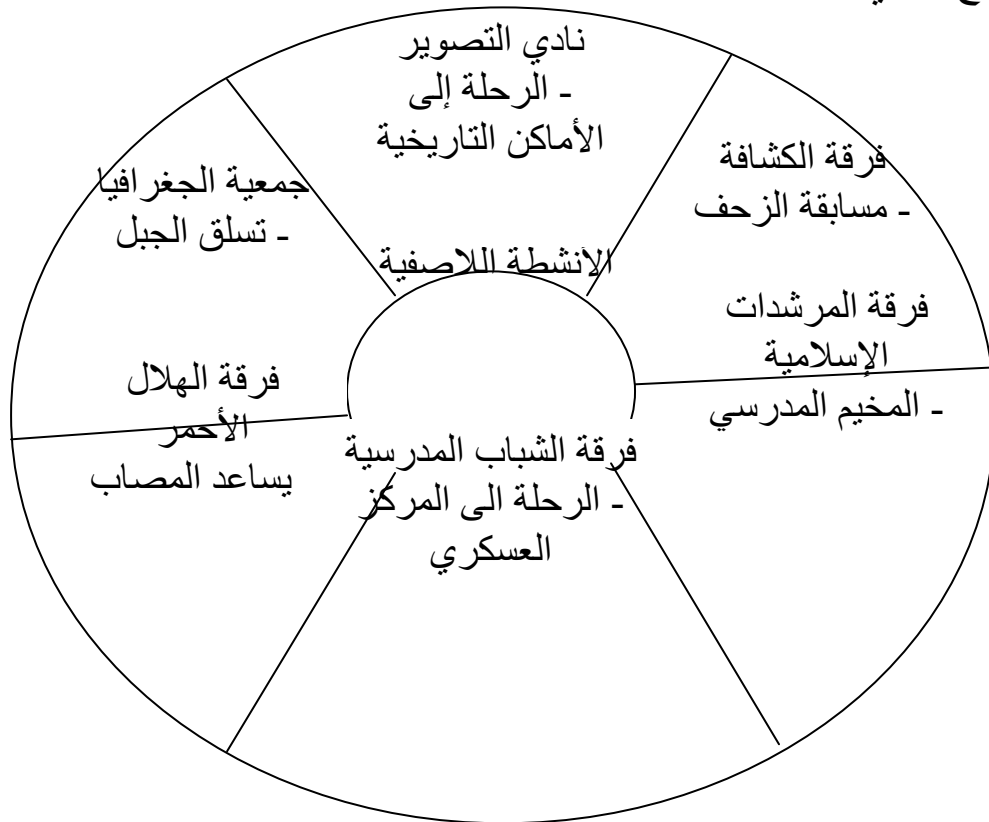 نادي التصوير
- الرحلة إلى
الأماكن التاريخية
فرقة الكشافة
- مسابقة الزحف
جمعية الجغرافيا
- تسلق الجبل
الأنشطة اللاصفية
فرقة المرشدات
الإسلامية
- المخيم المدرسي
فرقة الهلال
الأحمر
يساعد المصاب
فرقة الشباب المدرسية
- الرحلة الى المركز
العسكري